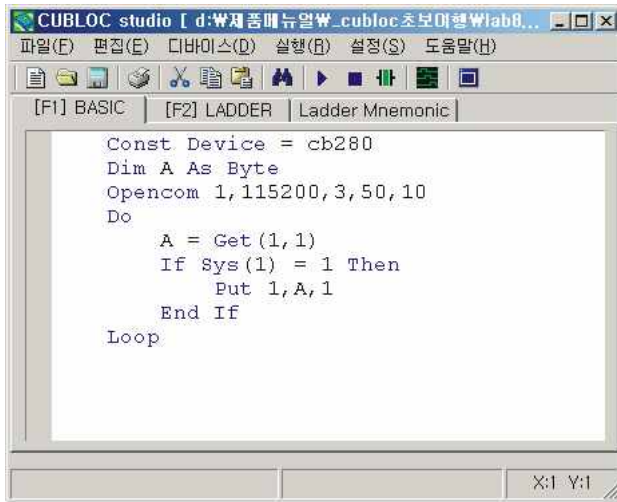 CUBLOC studio [ d:₩제품메뉴얼₩_cubloc초보여행₩lab8...
파일(F) 편집(E) 디바이스(D) 실행(R) 설정(S) 도움말(H)
[F1] BASIC [F2] LADDER Ladder Mnemonic
Const Device = cb280
Dim A As Byte
Opencom 1,115200,3,50,10
Do
A = Get(1,1)
If Sys(1) = 1 Then
Put 1,A,1
End If
Loop
X:1 Y:1